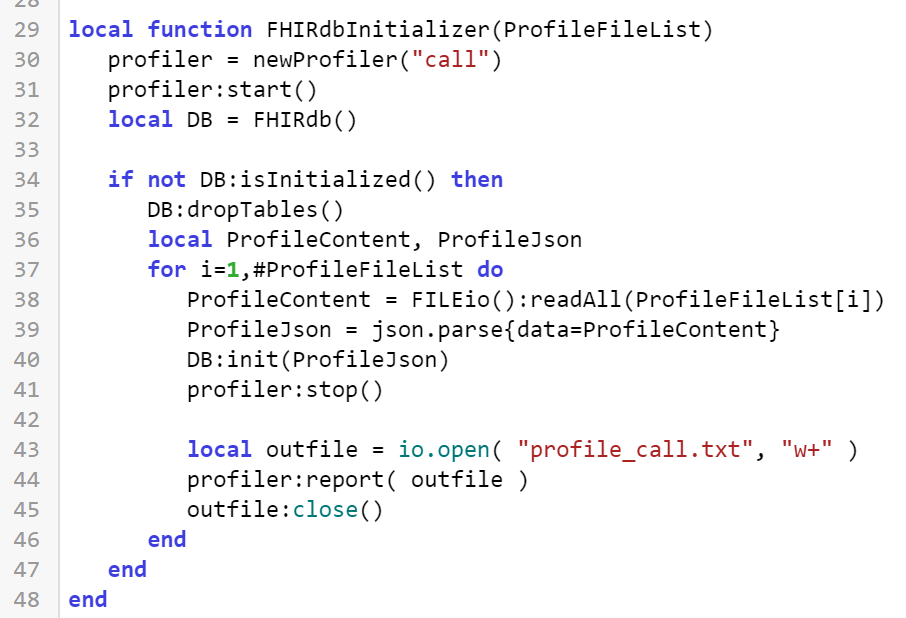 28
29 local function FHIRdbInitializer(ProfileFileList)
30    profiler = newProfiler("call")
31    profiler:start()
32    local DB = FHIRdb()
33
34    if not DB:isInitialized() then
35       DB:dropTables()
36       local ProfileContent, ProfileJson
37       for i=1,#ProfileFileList do
38          ProfileContent = FILEio():readAll(ProfileFileList[i])
39          ProfileJson = json.parse{data=ProfileContent}
40          DB:init(ProfileJson)
41          profiler:stop()
42
43          local outfile = io.open( "profile_call.txt", "w+" )
44          profiler:report( outfile )
45          outfile:close()
46       end
47    end
48 end